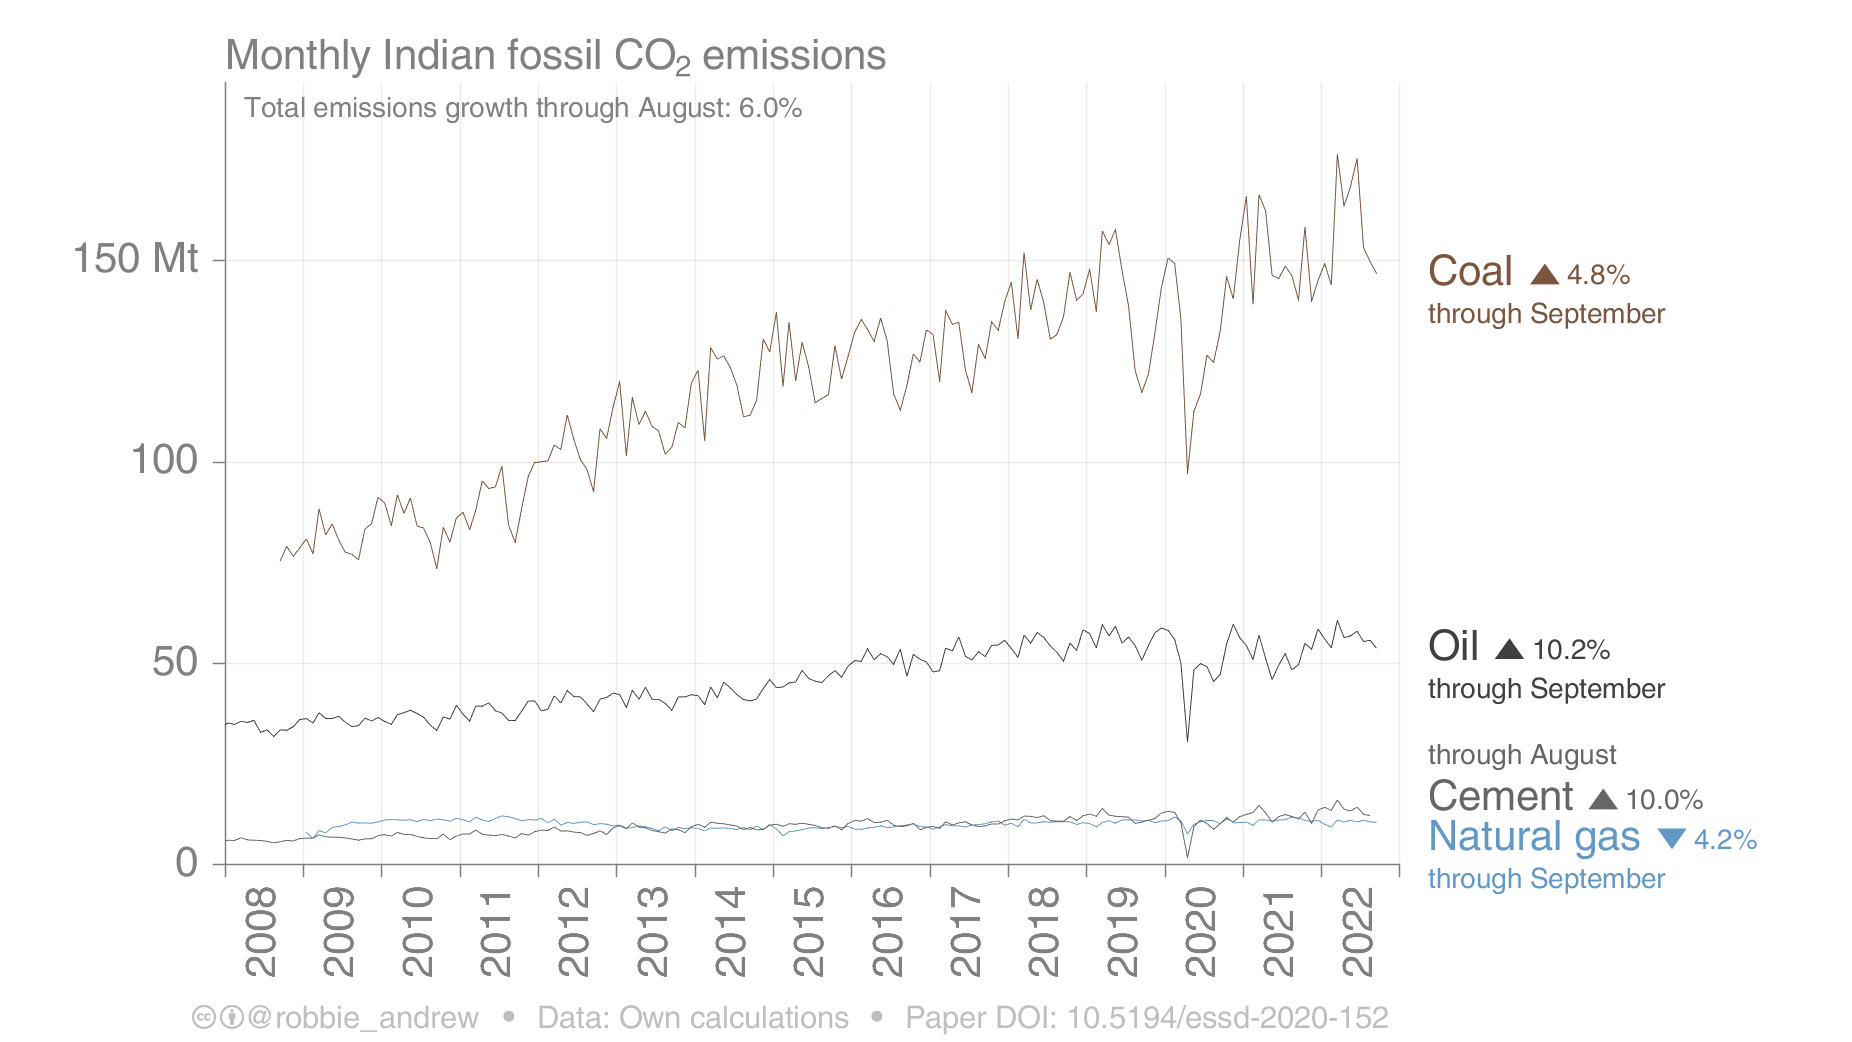 Monthly Indian fossil CO₂ emissions
Total emissions growth through August: 6.0%
150 Mt
100
50
0
Coal ▲ 4.8%
through September
Oil ▲ 10.2%
through September
through August
Cement ▲ 10.0%
Natural gas ▼ 4.2%
through September
2008 2009 2010 2011 2012 2013 2014 2015 2016 2017 2018 2019 2020 2021 2022
@robbie_andrew • Data: Own calculations • Paper DOI: 10.5194/essd-2020-152